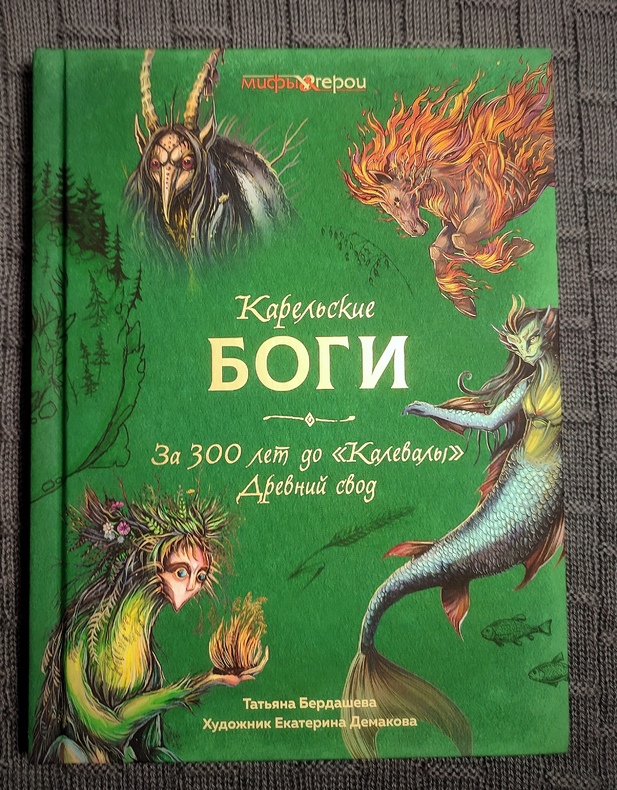 мифы & герои
Карельские
БОГИ
За 300 лет до «Калевалы»
Древний свод
Татьяна Бердашева
Художник Екатерина Демакова